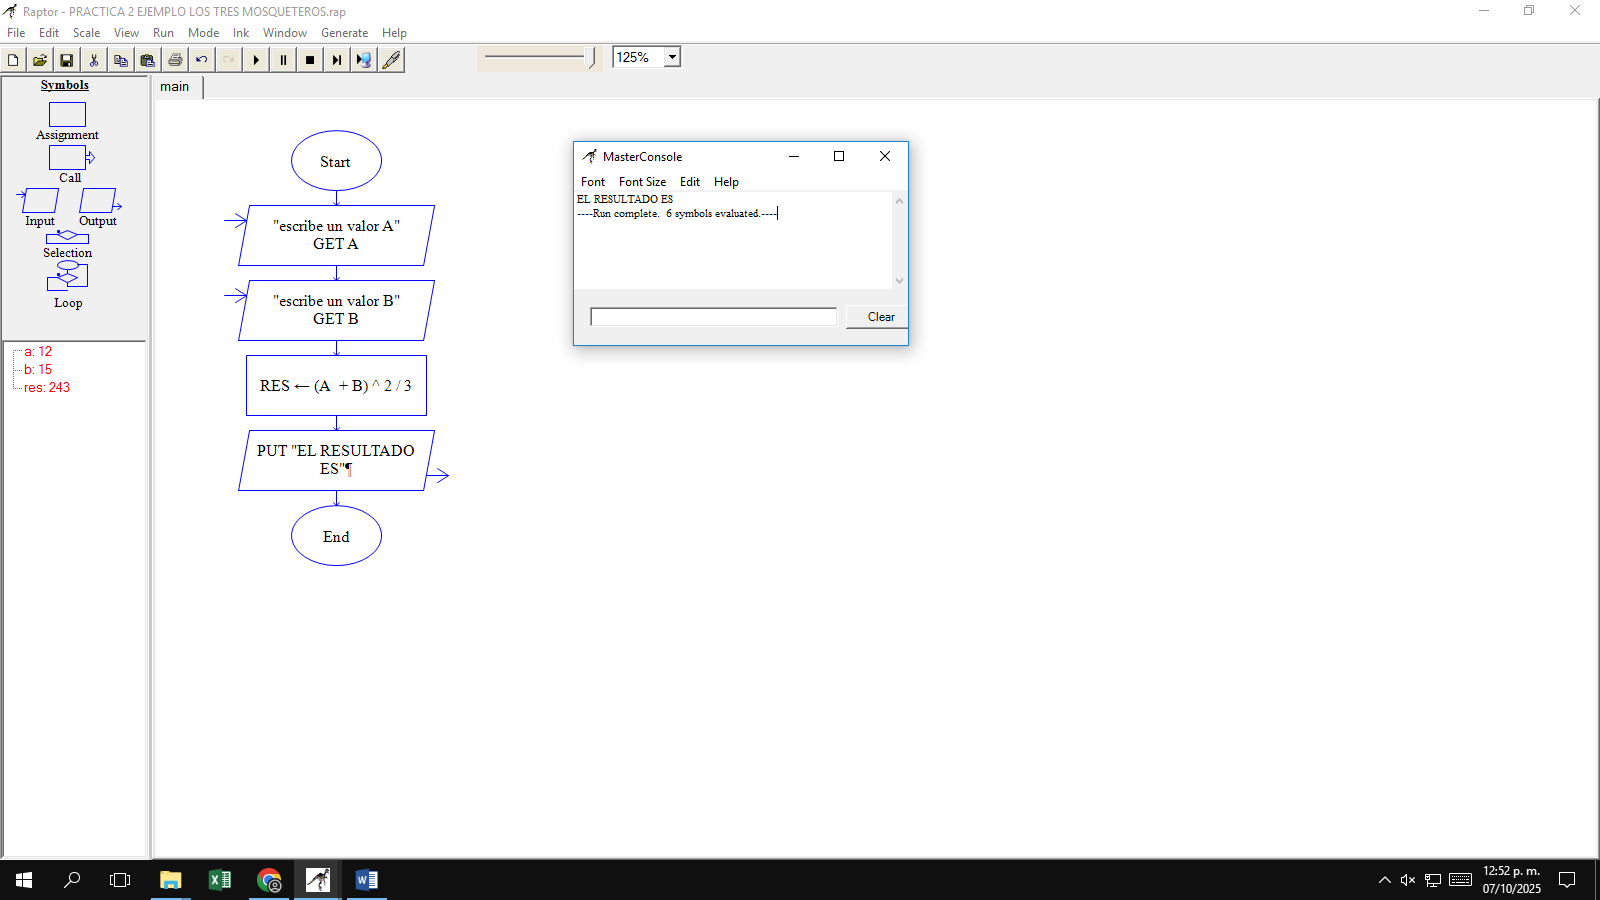 Raptor - PRACTICA 2 EJEMPLO LOS TRES MOSQUETEROS.rap
File Edit Scale View Run Mode Ink Window Generate Help
125%
Symbols
Assignment
Call
Input Output
Selection
Loop
a: 12
b: 15
res: 243
main
Start
"escribe un valor A"
GET A
"escribe un valor B"
GET B
RES ← (A + B) ^ 2 / 3
PUT "EL RESULTADO
ES"¶
End
MasterConsole
Font Font Size Edit Help
EL RESULTADO ES
----Run complete. 6 symbols evaluated.----
Clear
12:52 p. m.
07/10/2025